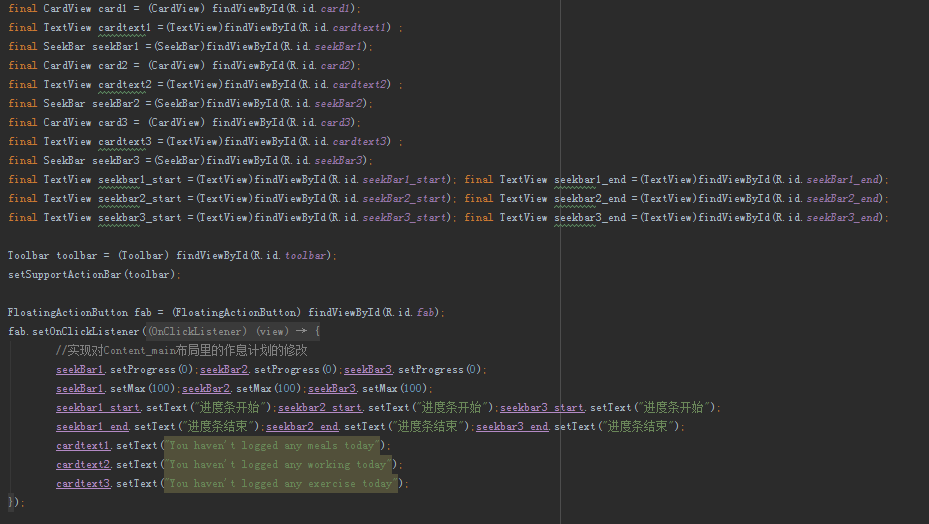 final CardView card1 = (CardView) findViewById(R.id.card1);
final TextView cardtext1 =(TextView)findViewById(R.id.cardtext1) ;
final SeekBar seekBar1 =(SeekBar)findViewById(R.id.seekBar1);
final CardView card2 = (CardView) findViewById(R.id.card2);
final TextView cardtext2 =(TextView)findViewById(R.id.cardtext2) ;
final SeekBar seekBar2 =(SeekBar)findViewById(R.id.seekBar2);
final CardView card3 = (CardView) findViewById(R.id.card3);
final TextView cardtext3 =(TextView)findViewById(R.id.cardtext3) ;
final SeekBar seekBar3 =(SeekBar)findViewById(R.id.seekBar3);
final TextView seekbar1_start =(TextView)findViewById(R.id.seekBar1_start); final TextView seekbar1_end =(TextView)findViewById(R.id.seekBar1_end);
final TextView seekbar2_start =(TextView)findViewById(R.id.seekBar2_start); final TextView seekbar2_end =(TextView)findViewById(R.id.seekBar2_end);
final TextView seekbar3_start =(TextView)findViewById(R.id.seekBar3_start); final TextView seekbar3_end =(TextView)findViewById(R.id.seekBar3_end);
Toolbar toolbar = (Toolbar) findViewById(R.id.toolbar);
setSupportActionBar(toolbar);
FloatingActionButton fab = (FloatingActionButton) findViewById(R.id.fab);
fab.setOnClickListener((OnClickListener) (view) → {
//实现对Content_main布局里的作息计划的修改
seekBar1.setProgress(0);seekBar2.setProgress(0);seekBar3.setProgress(0);
seekBar1.setMax(100);seekBar2.setMax(100);seekBar3.setMax(100);
seekbar1_start.setText("进度条开始");seekbar2_start.setText("进度条开始");seekbar3_start.setText("进度条开始");
seekbar1_end.setText("进度条结束");seekbar2_end.setText("进度条结束");seekbar3_end.setText("进度条结束");
cardtext1.setText("You haven't logged any meals today");
cardtext2.setText("You haven't logged any working today");
cardtext3.setText("You haven't logged any exercise today");
});